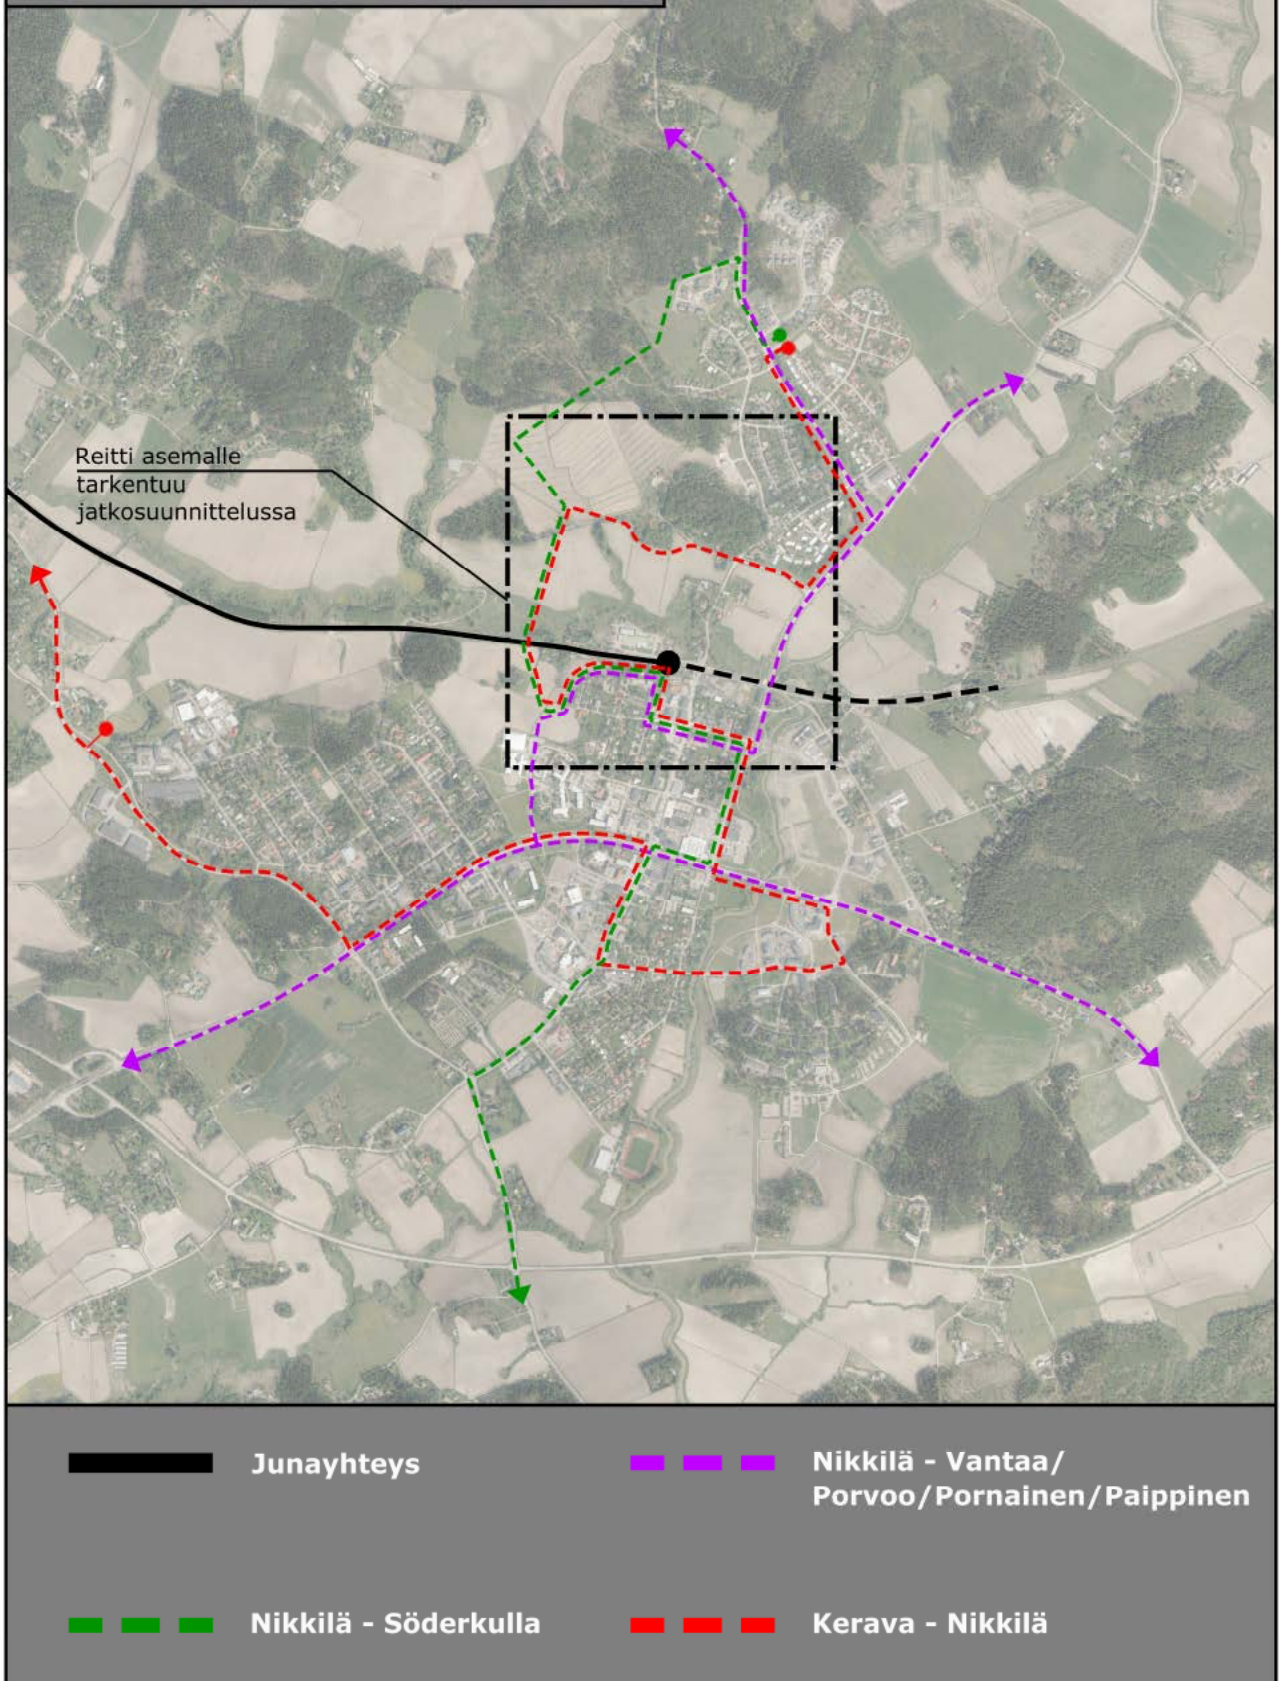 Reitti asemalle
tarkentuu
jatkosuunnittelussa
Junayhteys
Nikkilä - Vantaa/
Porvoo/Pornainen/Paippinen
Nikkilä - Söderkulla
Kerava - Nikkilä